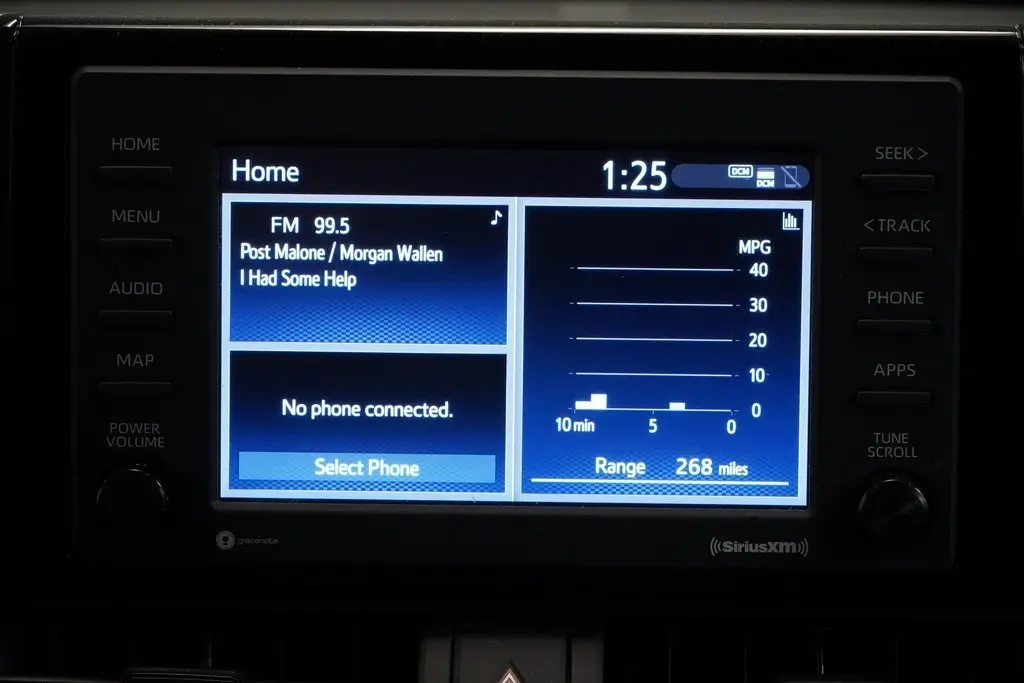 HOME
MENU
AUDIO
MAP
POWER
VOLUME
Home
1:25
DCM
DCM
FM 99.5
Post Malone / Morgan Wallen
I Had Some Help
No phone connected.
Select Phone
MPG
40
30
20
10
0
10 min 5 0
Range 268 miles
SEEK >
< TRACK
PHONE
APPS
TUNE
SCROLL
gracenote
SiriusXM